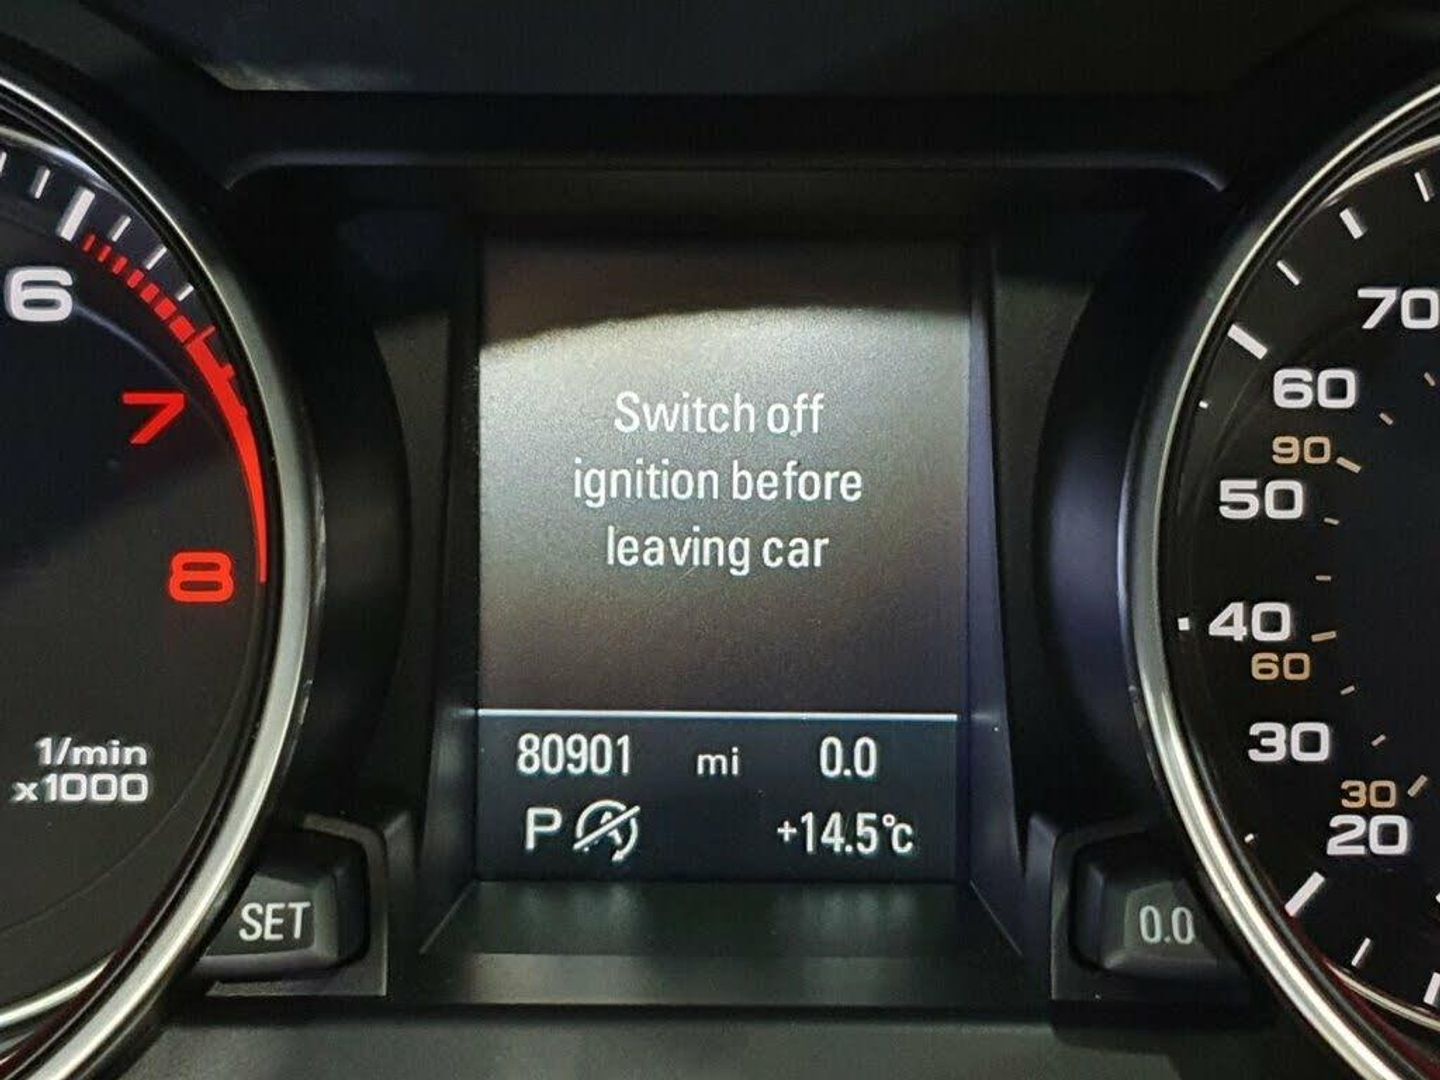 6
7
8
1/min
x1000
SET
Switch off
ignition before
leaving car
80901 mi 0.0
P +14.5°c
0.0
70
60
90
50
40
60
30
30
20